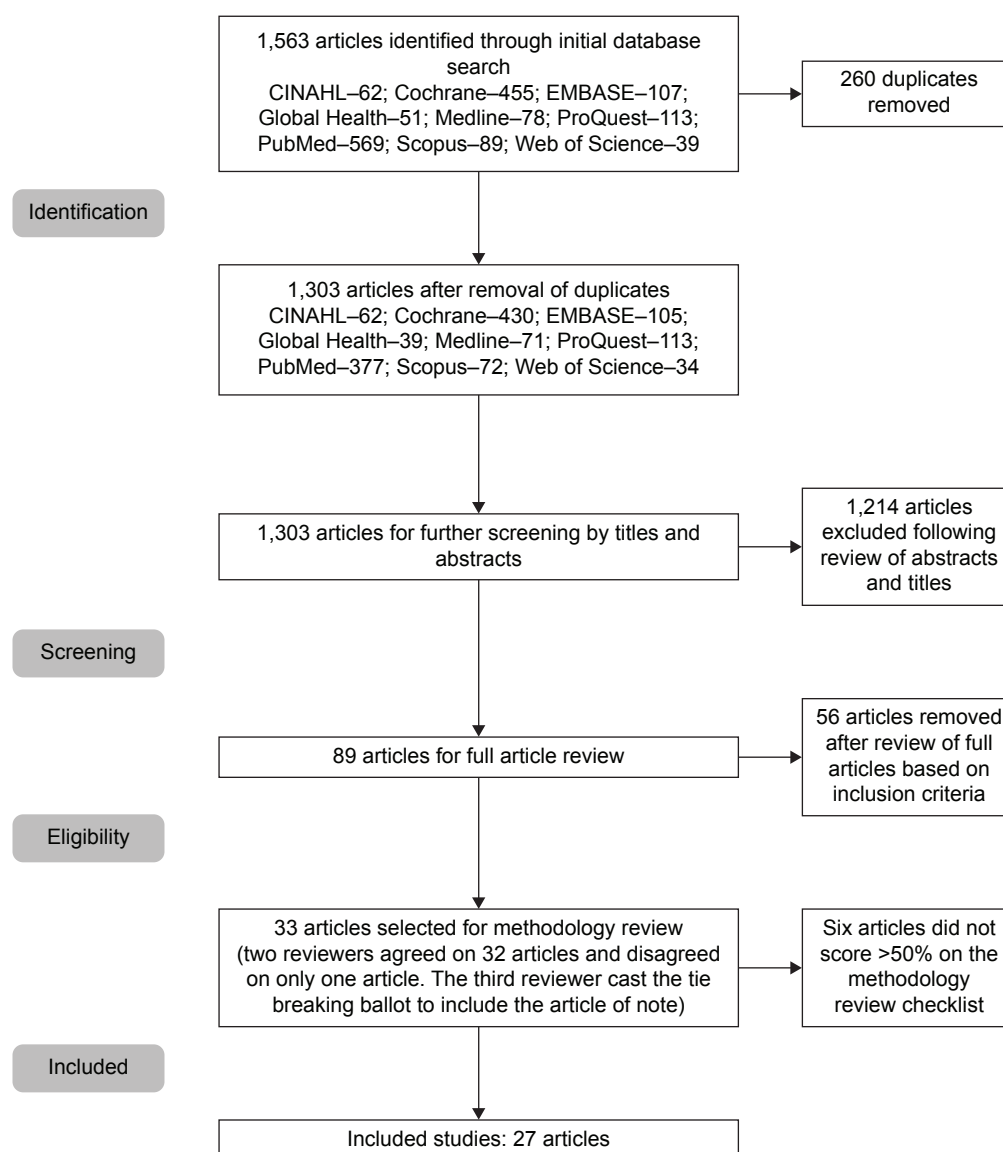 1,563 articles identified through initial database
search
CINAHL–62; Cochrane–455; EMBASE–107;
Global Health–51; Medline–78; ProQuest–113;
PubMed–569; Scopus–89; Web of Science–39
260 duplicates
removed
Identification
1,303 articles after removal of duplicates
CINAHL–62; Cochrane–430; EMBASE–105;
Global Health–39; Medline–71; ProQuest–113;
PubMed–377; Scopus–72; Web of Science–34
1,303 articles for further screening by titles and
abstracts
1,214 articles
excluded following
review of abstracts
and titles
Screening
89 articles for full article review
56 articles removed
after review of full
articles based on
inclusion criteria
Eligibility
33 articles selected for methodology review
(two reviewers agreed on 32 articles and disagreed
on only one article. The third reviewer cast the tie
breaking ballot to include the article of note)
Six articles did not
score >50% on the
methodology
review checklist
Included
Included studies: 27 articles